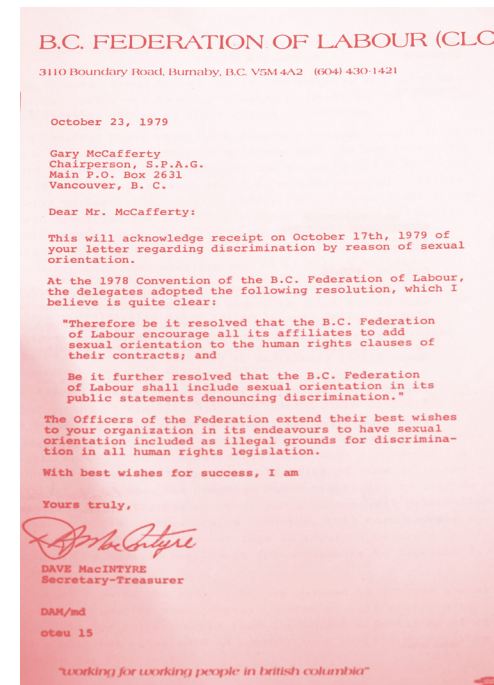 B.C. FEDERATION OF LABOUR (CLC
3110 Boundary Road, Burnaby, B.C. V5M 4A2 (604) 430-1421
October 23, 1979
Gary McCafferty
Chairperson, S.P.A.G.
Main P.O. Box 2631
Vancouver, B. C.
Dear Mr. McCafferty:
This will acknowledge receipt on October 17th, 1979 of
your letter regarding discrimination by reason of sexual
orientation.
At the 1978 Convention of the B.C. Federation of Labour,
the delegates adopted the following resolution, which I
believe is quite clear:
"Therefore be it resolved that the B.C. Federation
of Labour encourage all its affiliates to add
sexual orientation to the human rights clauses of
their contracts; and
Be it further resolved that the B.C. Federation
of Labour shall include sexual orientation in its
public statements denouncing discrimination."
The Officers of the Federation extend their best wishes
to your organization in its endeavours to have sexual
orientation included as illegal grounds for discrimina-
tion in all human rights legislation.
With best wishes for success, I am
Yours truly,
DAMacIntyre
DAVE MacINTYRE
Secretary-Treasurer
DAM/md
oteu 15
"working for working people in british columbia"